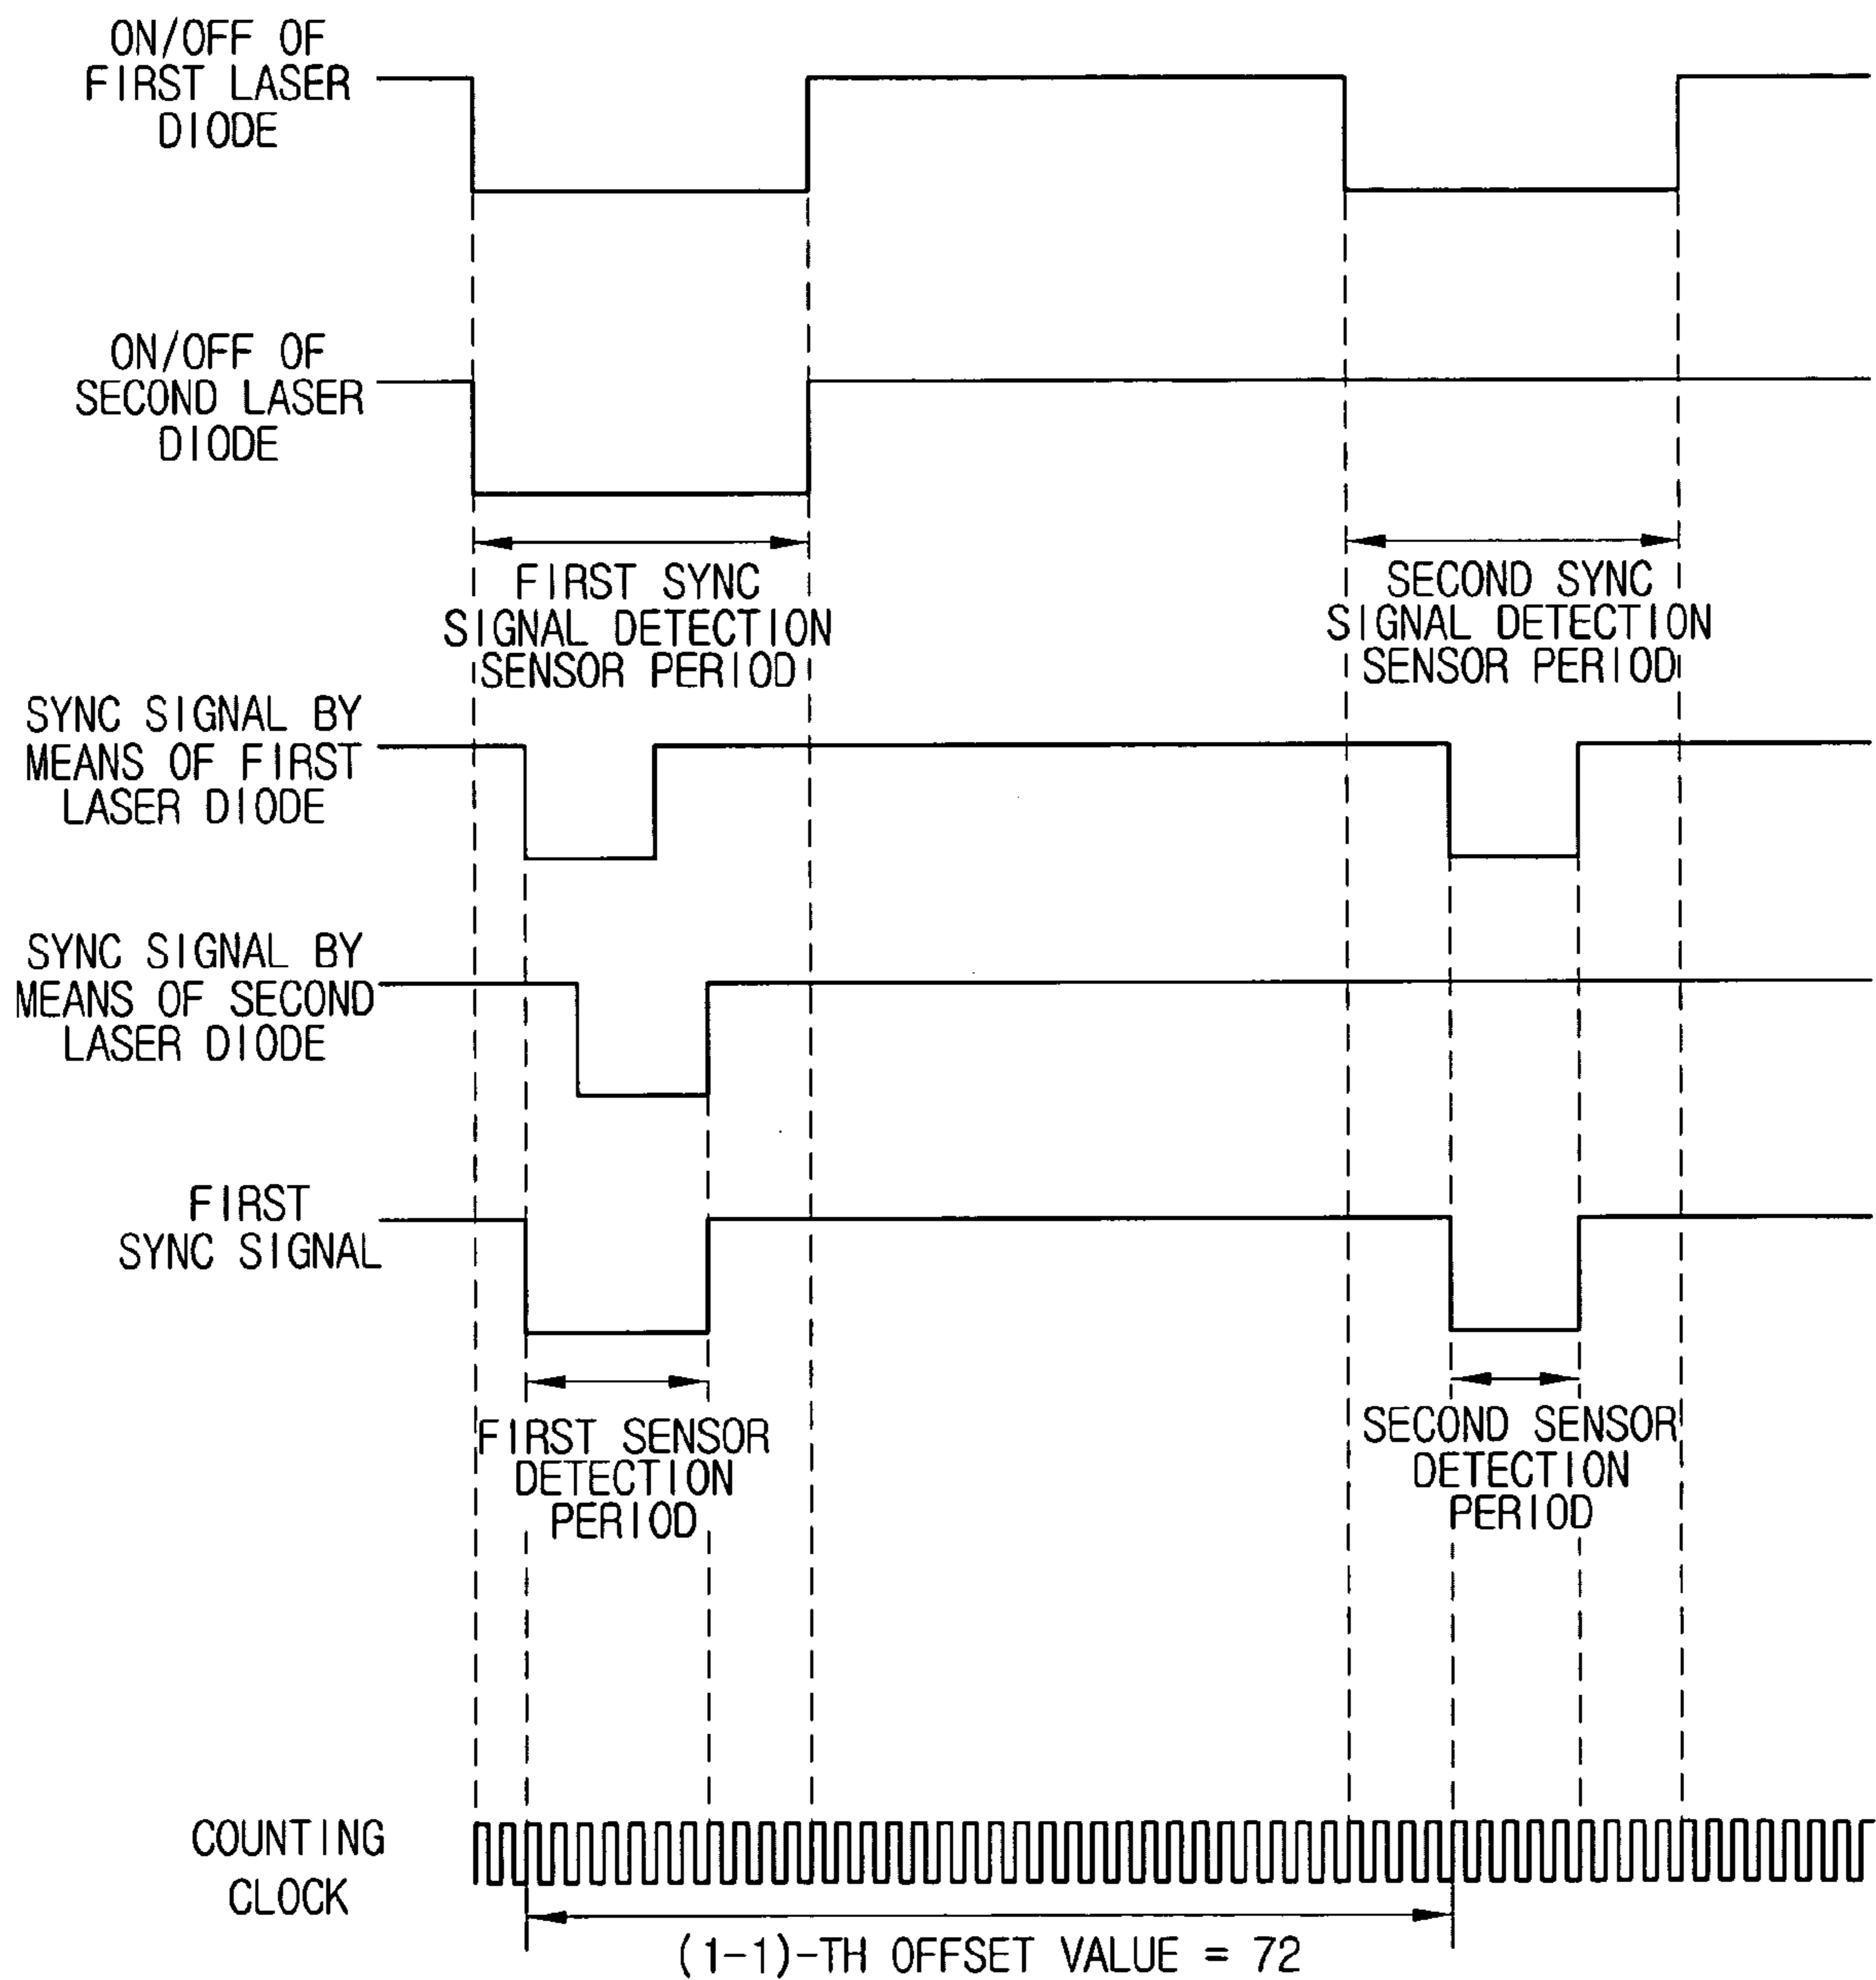 ON/OFF OF
FIRST LASER
DIODE
ON/OFF OF
SECOND LASER
DIODE
FIRST SYNC
SIGNAL DETECTION
SENSOR PERIOD
SECOND SYNC
SIGNAL DETECTION
SENSOR PERIOD
SYNC SIGNAL BY
MEANS OF FIRST
LASER DIODE
SYNC SIGNAL BY
MEANS OF SECOND
LASER DIODE
FIRST
SYNC SIGNAL
FIRST SENSOR
DETECTION
PERIOD
SECOND SENSOR
DETECTION
PERIOD
COUNTING
CLOCK
(1-1)-TH OFFSET VALUE = 72